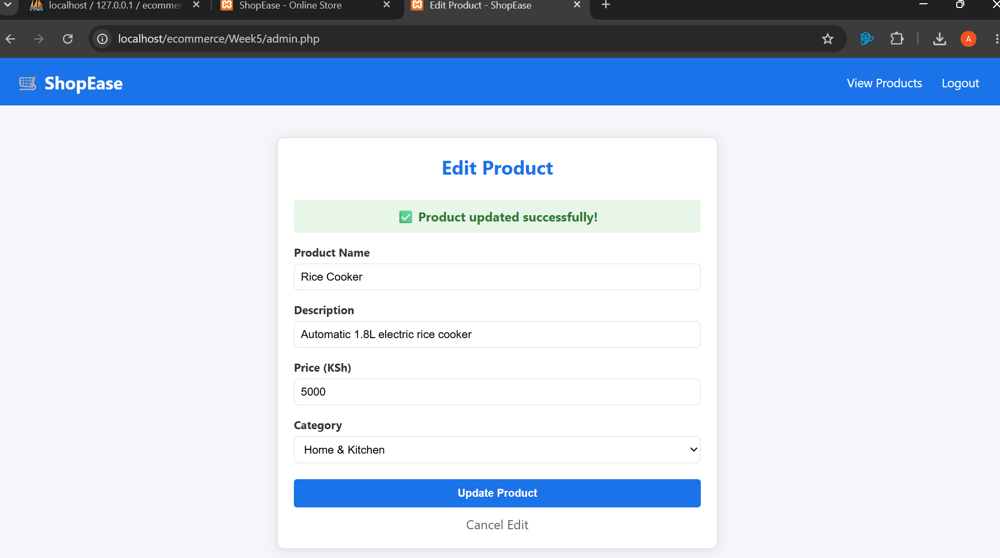 localhost / 127.0.0.1 / ecommer
ShopEase - Online Store
Edit Product - ShopEase
localhost/ecommerce/Week5/admin.php
A
ShopEase
View Products
Logout
Edit Product
Product updated successfully!
Product Name
Rice Cooker
Description
Automatic 1.8L electric rice cooker
Price (KSh)
5000
Category
Home & Kitchen
Update Product
Cancel Edit